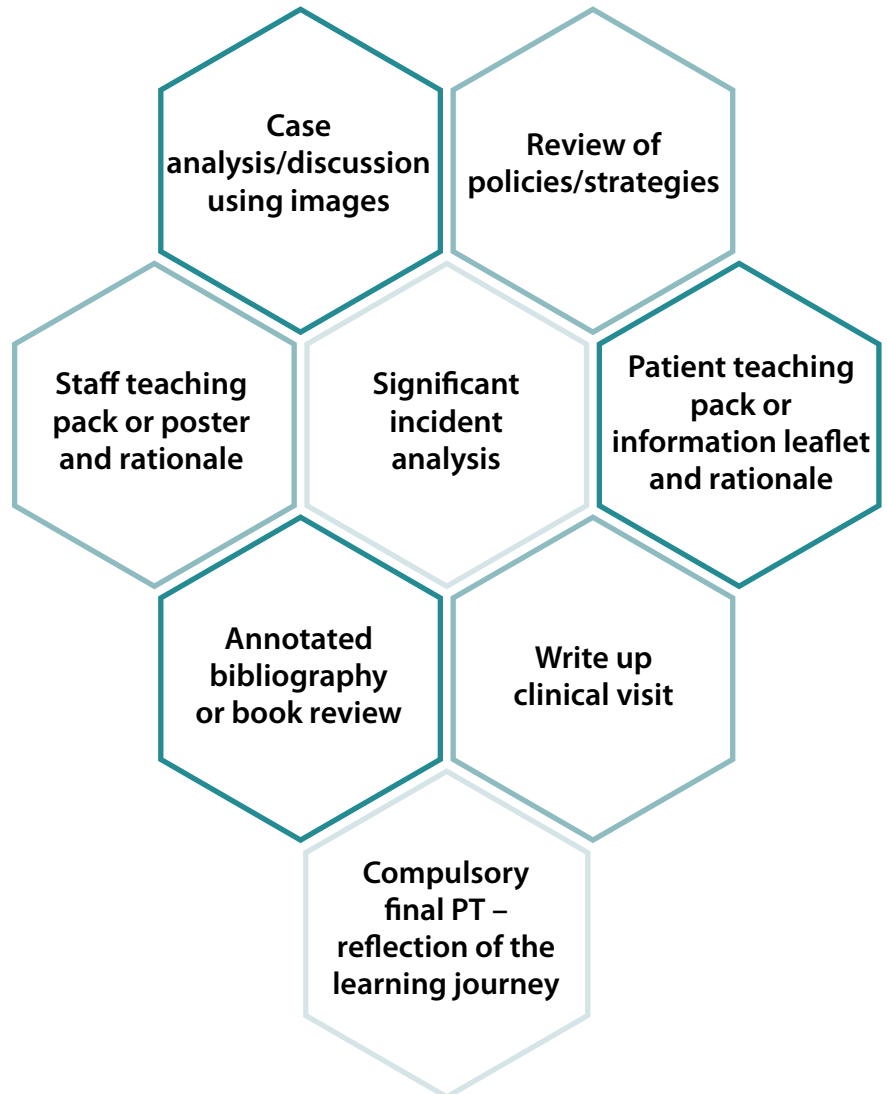 Case
analysis/discussion
using images
Review of
policies/strategies
Staff teaching
pack or poster
and rationale
Significant
incident
analysis
Patient teaching
pack or
information leaflet
and rationale
Annotated
bibliography
or book review
Write up
clinical visit
Compulsory
final PT –
reflection of the
learning journey